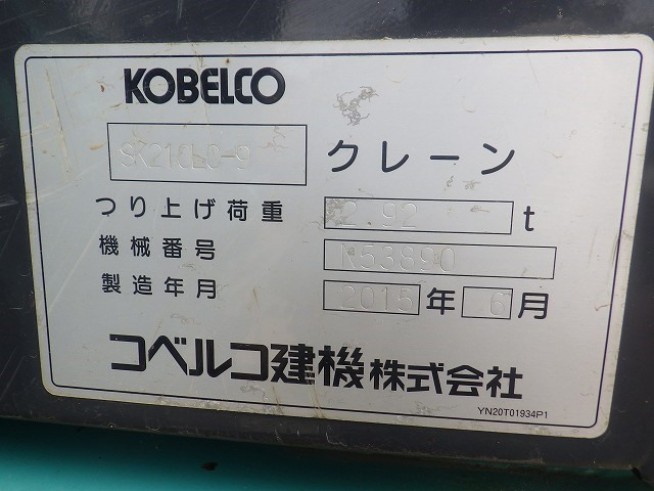 KOBELCO
SK210LC-9 クレーン
つり上げ荷重 2.92 t
機械番号 N53890
製造年月 2015 年 6 月
コベルコ建機株式会社
YN20T01934P1